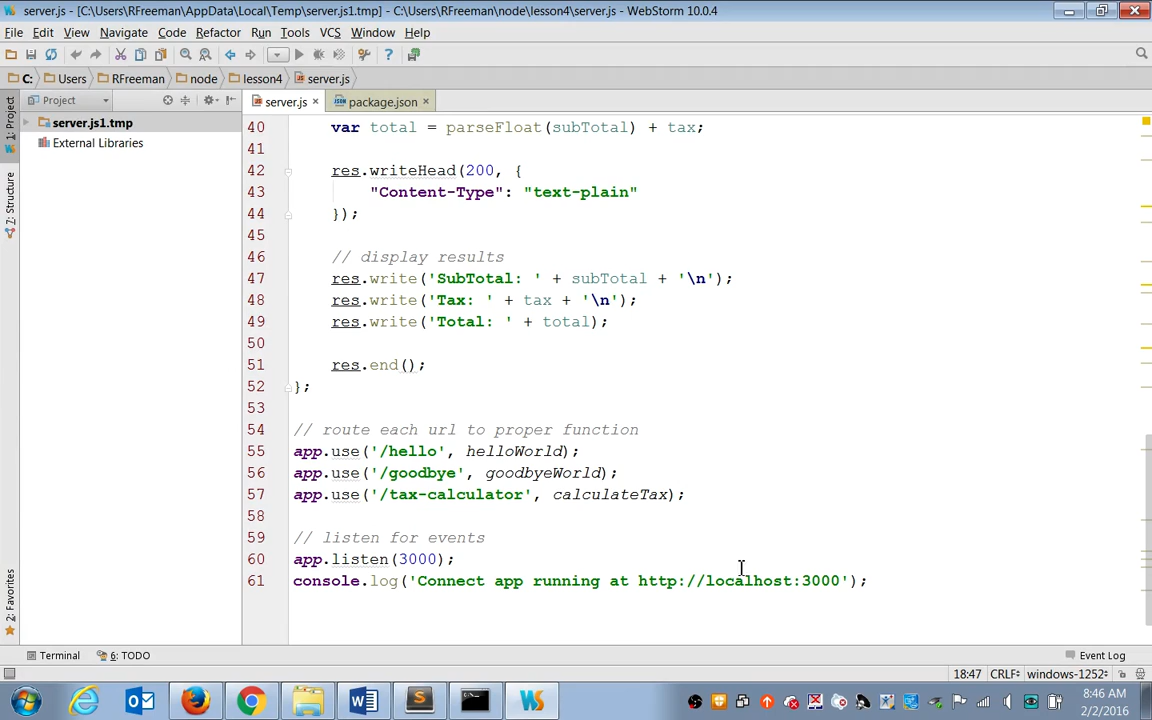 server.js - [C:\Users\RFreeman\AppData\Local\Temp\server.js1.tmp] - C:\Users\RFreeman\node\lesson4\server.js - WebStorm 10.0.4
File Edit View Navigate Code Refactor Run Tools VCS Window Help
C: Users RFreeman node lesson4 server.js
Project server.js package.json
1: Project
7: Structure
2: Favorites
server.js1.tmp
External Libraries
40 var total = parseFloat(subTotal) + tax;
41
42 res.writeHead(200, {
43 "Content-Type": "text-plain"
44 });
45
46 // display results
47 res.write('SubTotal: ' + subTotal + '\n');
48 res.write('Tax: ' + tax + '\n');
49 res.write('Total: ' + total);
50
51 res.end();
52 };
53
54 // route each url to proper function
55 app.use('/hello', helloWorld);
56 app.use('/goodbye', goodbyeWorld);
57 app.use('/tax-calculator', calculateTax);
58
59 // listen for events
60 app.listen(3000);
61 console.log('Connect app running at http://localhost:3000');
Terminal 6: TODO Event Log
18:47 CRLF÷ windows-1252÷
8:46 AM
2/2/2016